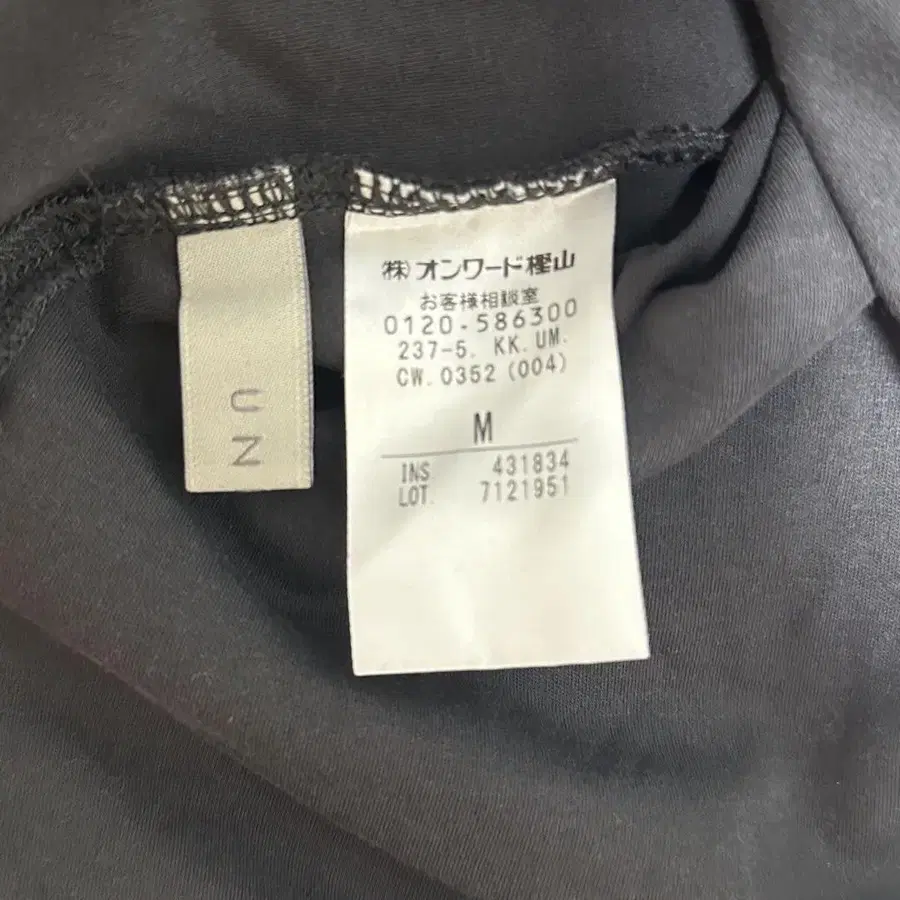 U
N
㈱オンワード樫山
お客様相談室
0120-586300
237-5. KK. UM.
CW. 0352 (004)
M
INS. 431834
LOT. 7121951